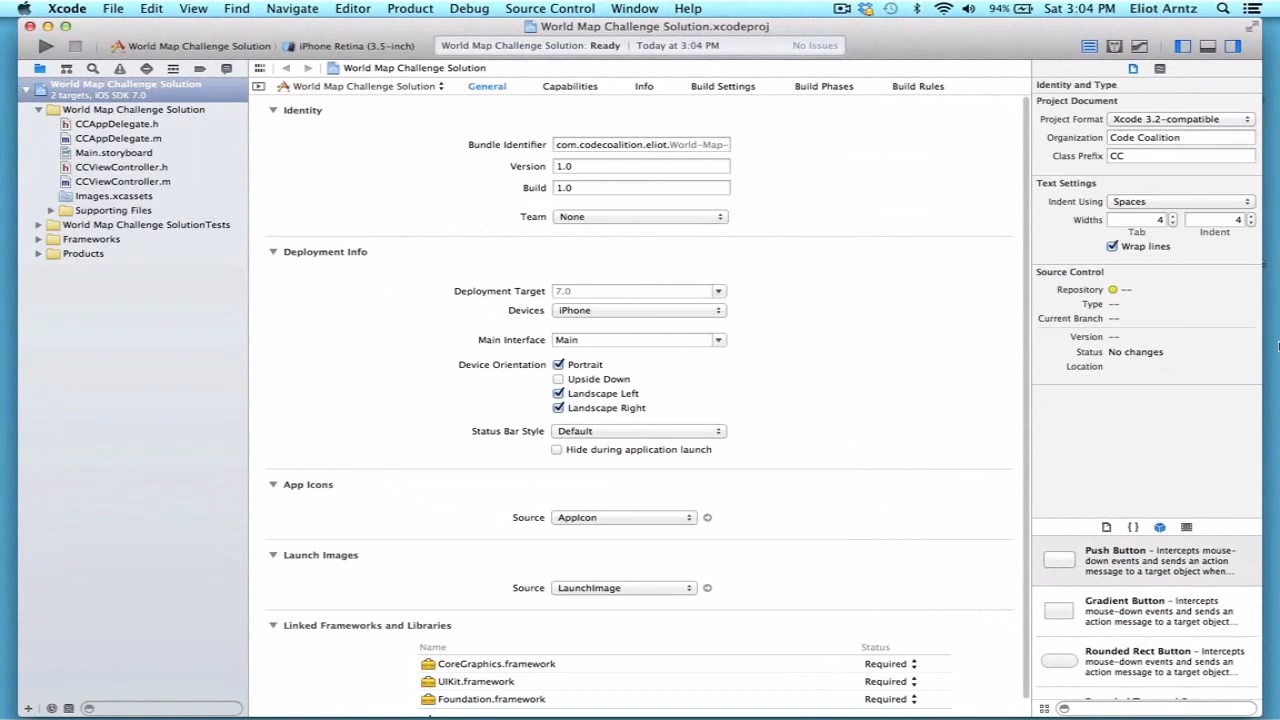 Xcode File Edit View Find Navigate Editor Product Debug Source Control Window Help 94% Sat 3:04 PM Eliot Arntz
World Map Challenge Solution.xcodeproj
World Map Challenge Solution iPhone Retina (3.5-inch) World Map Challenge Solution: Ready Today at 3:04 PM No Issues
World Map Challenge Solution
2 targets, iOS SDK 7.0
World Map Challenge Solution
h CCAppDelegate.h
m CCAppDelegate.m
Main.storyboard
h CCViewController.h
m CCViewController.m
Images.xcassets
Supporting Files
World Map Challenge SolutionTests
Frameworks
Products
World Map Challenge Solution
World Map Challenge Solution General Capabilities Info Build Settings Build Phases Build Rules
Identity
Bundle Identifier com.codecoalition.eliot.World-Map-
Version 1.0
Build 1.0
Team None
Deployment Info
Deployment Target 7.0
Devices iPhone
Main Interface Main
Device Orientation Portrait
Upside Down
Landscape Left
Landscape Right
Status Bar Style Default
Hide during application launch
App Icons
Source AppIcon
Launch Images
Source LaunchImage
Linked Frameworks and Libraries
Name Status
CoreGraphics.framework Required
UIKit.framework Required
Foundation.framework Required
Identity and Type
Project Document
Project Format Xcode 3.2-compatible
Organization Code Coalition
Class Prefix CC
Text Settings
Indent Using Spaces
Widths 4 4
Tab Indent
Wrap lines
Source Control
Repository --
Type --
Current Branch --
Version --
Status No changes
Location
{ }
Push Button - Intercepts mouse-
down events and sends an action
message to a target object when...
Gradient Button - Intercepts
mouse-down events and sends an
action message to a target object...
Rounded Rect Button - Intercepts
mouse-down events and sends an
action message to a target object...